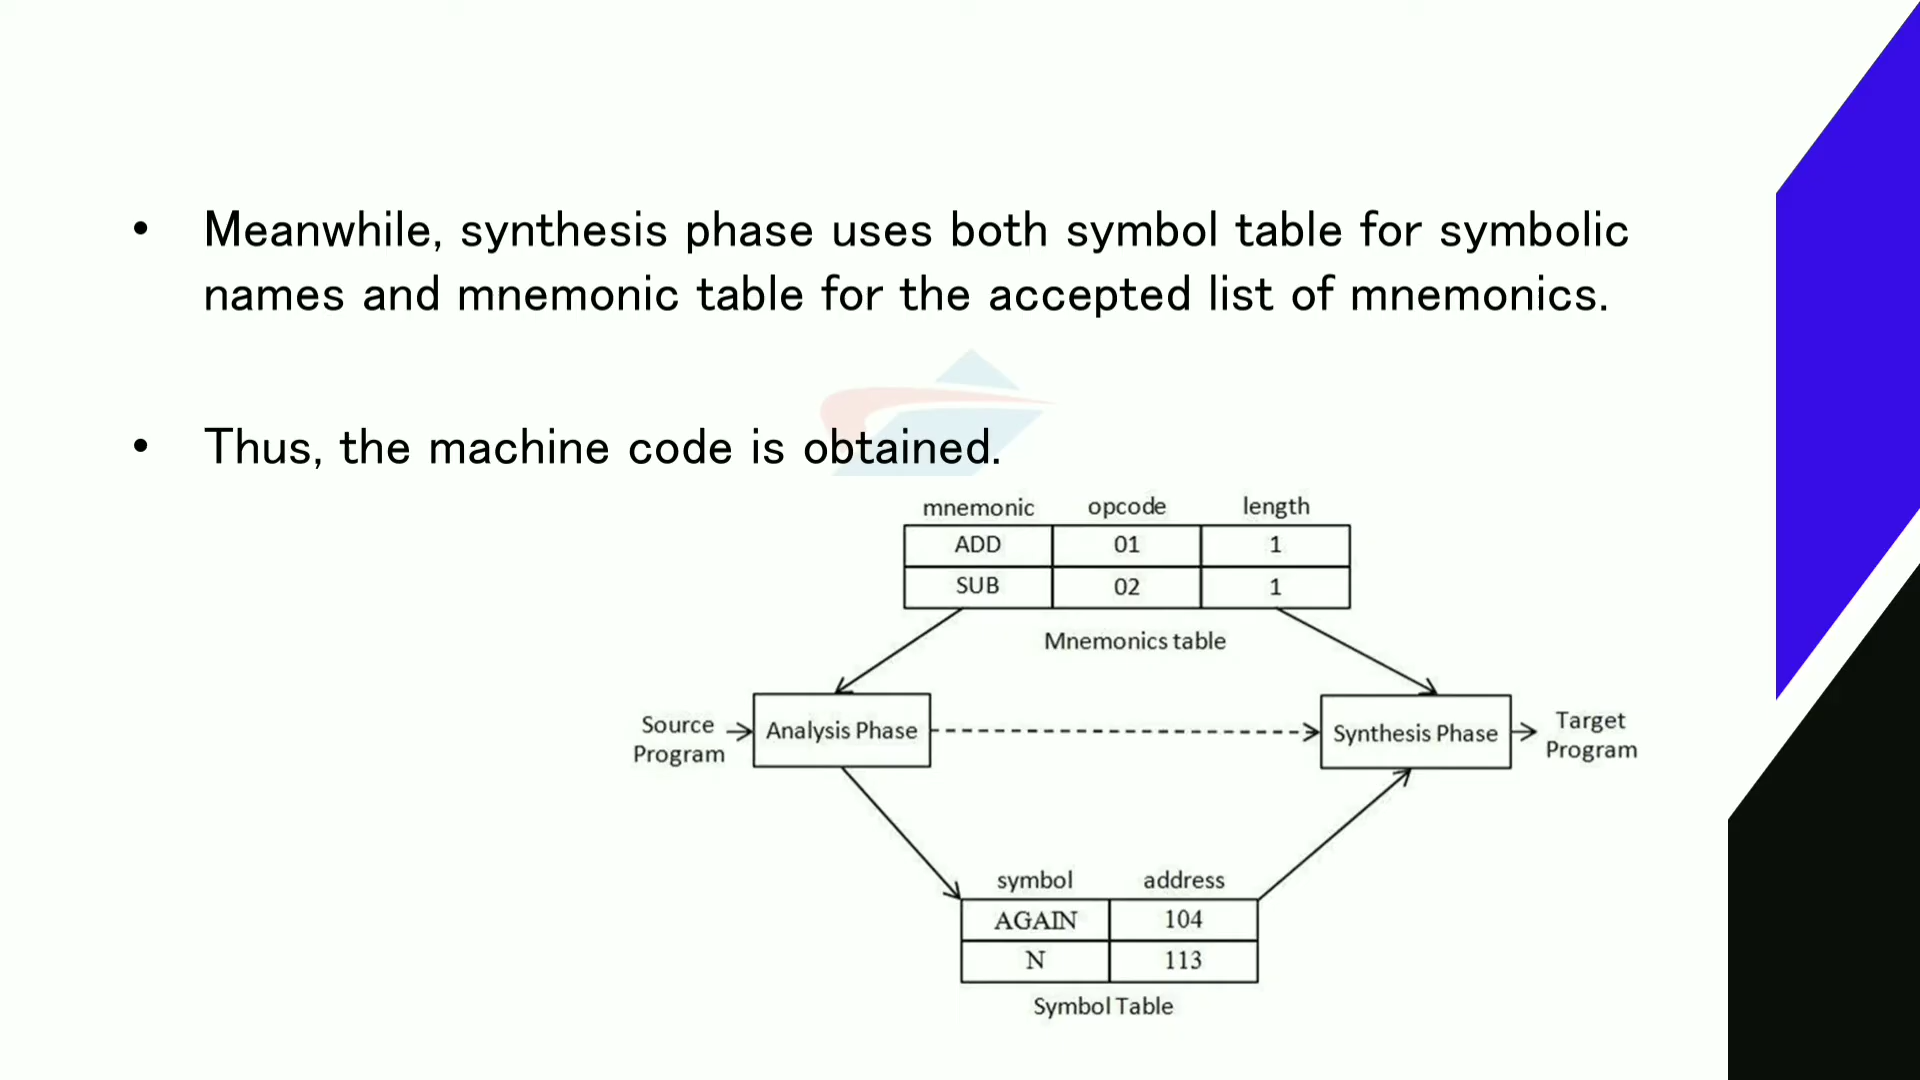 • Meanwhile, synthesis phase uses both symbol table for symbolic
names and mnemonic table for the accepted list of mnemonics.
• Thus, the machine code is obtained.
mnemonic opcode length
ADD 01 1
SUB 02 1
Mnemonics table
Source
Program
Analysis Phase
Synthesis Phase
Target
Program
symbol address
AGAIN 104
N 113
Symbol Table